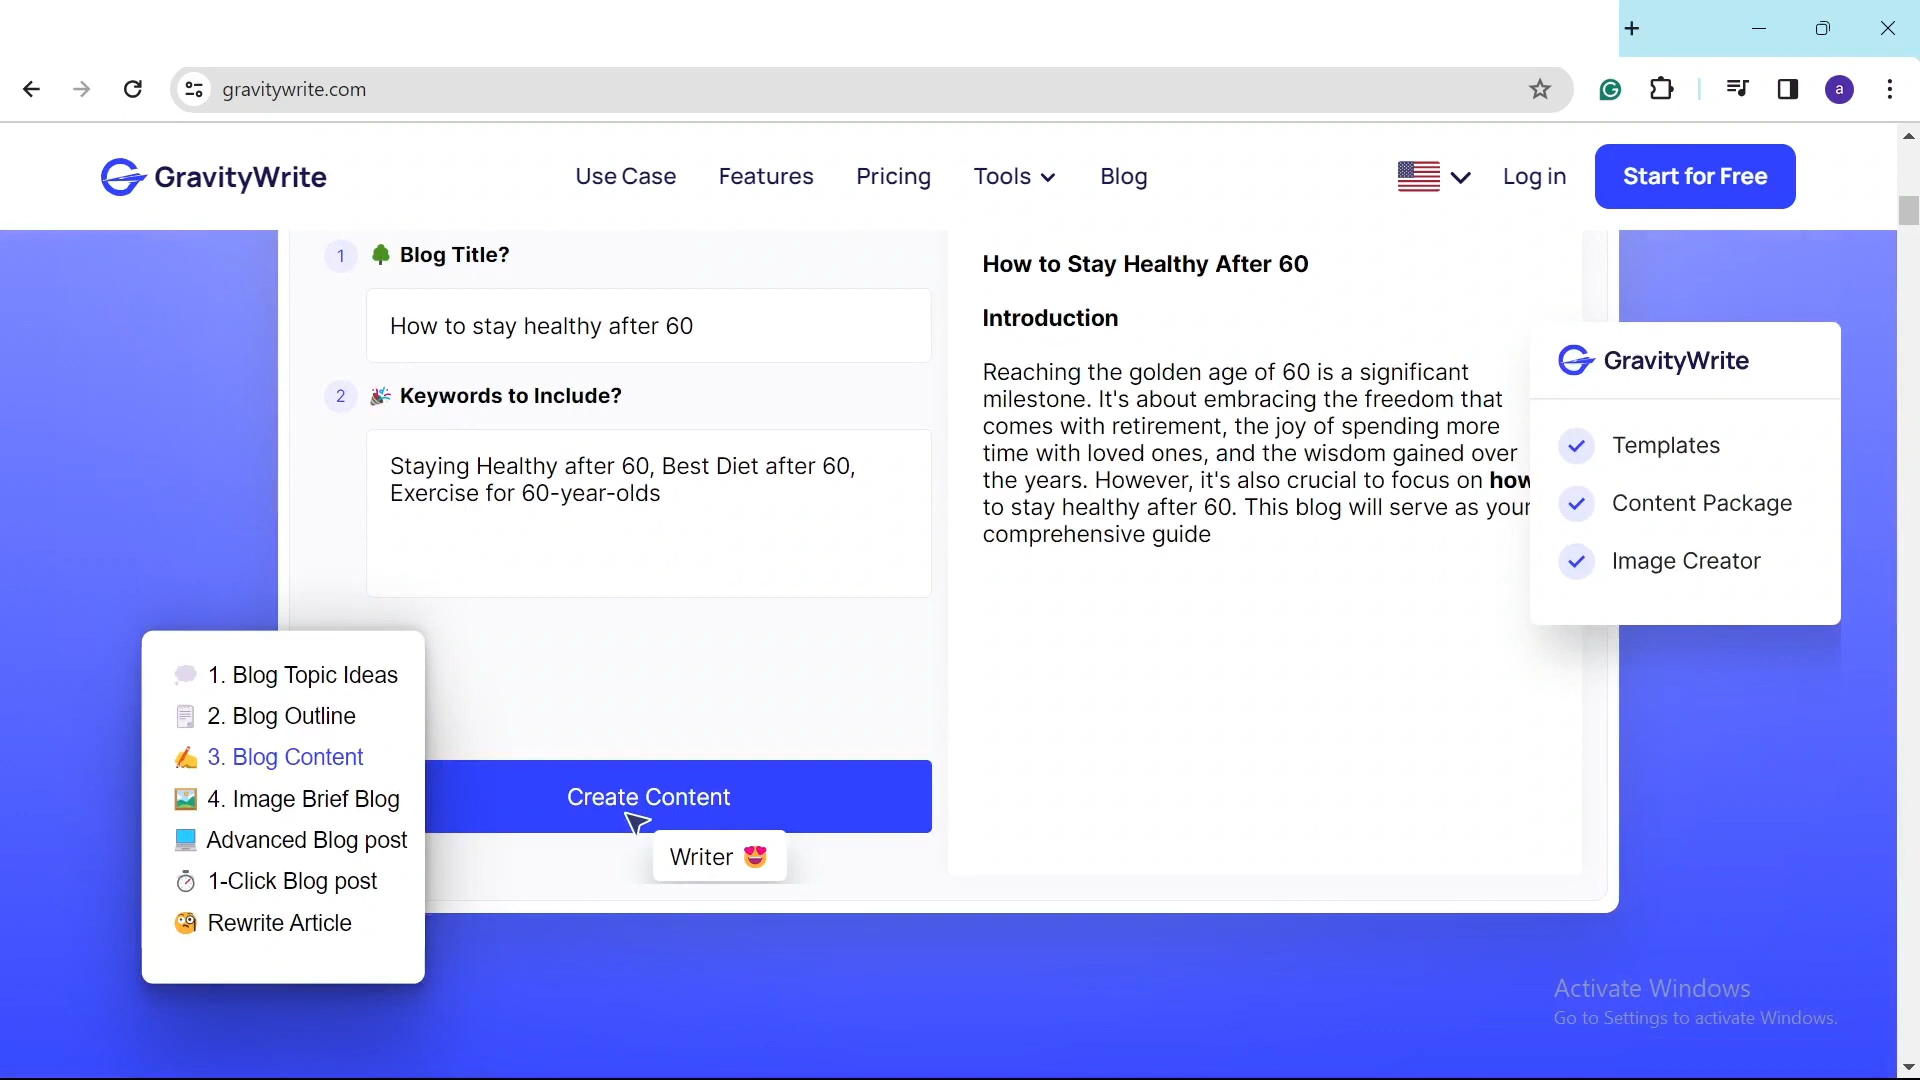 gravitywrite.com
a
GravityWrite
Use Case
Features
Pricing
Tools
Blog
Log in
Start for Free
1
Blog Title?
How to stay healthy after 60
2
Keywords to Include?
Staying Healthy after 60, Best Diet after 60,
Exercise for 60-year-olds
Create Content
Writer
How to Stay Healthy After 60
Introduction
Reaching the golden age of 60 is a significant
milestone. It's about embracing the freedom that
comes with retirement, the joy of spending more
time with loved ones, and the wisdom gained over
the years. However, it's also crucial to focus on how
to stay healthy after 60. This blog will serve as your
comprehensive guide
GravityWrite
Templates
Content Package
Image Creator
1. Blog Topic Ideas
2. Blog Outline
3. Blog Content
4. Image Brief Blog
Advanced Blog post
1-Click Blog post
Rewrite Article
Activate Windows
Go to Settings to activate Windows.